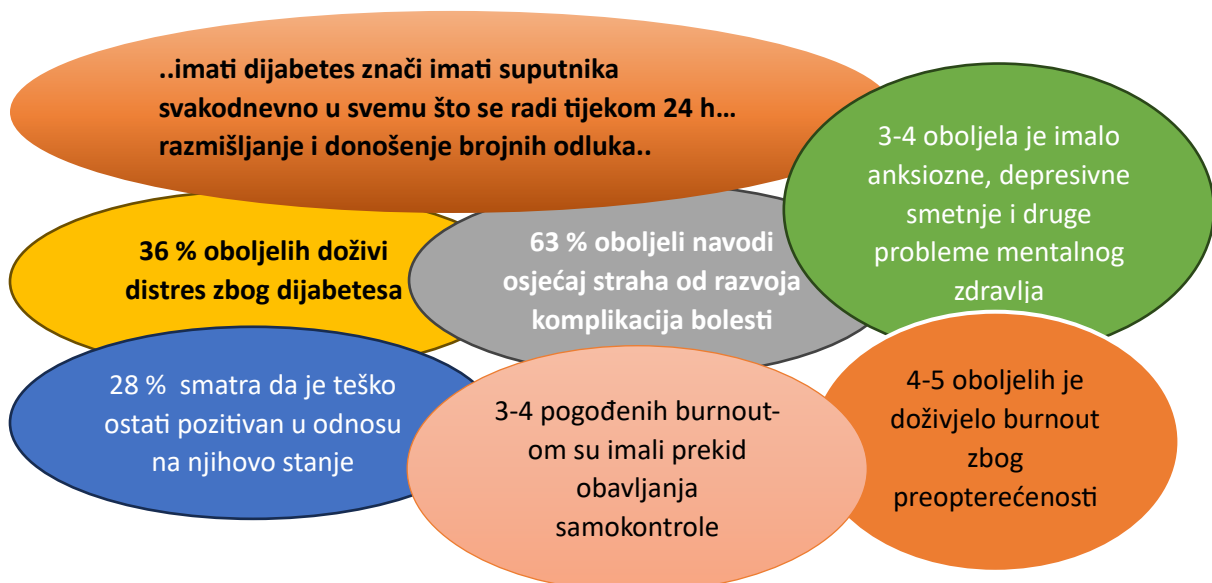 ..imati dijabetes znači imati suputnika
svakodnevno u svemu što se radi tijekom 24 h…
razmišljanje i donošenje brojnih odluka..
3-4 oboljela je imalo
anksiozne, depresivne
smetnje i druge
probleme mentalnog
zdravlja
36 % oboljelih doživi
distres zbog dijabetesa
63 % oboljeli navodi
osjećaj straha od razvoja
komplikacija bolesti
28 % smatra da je teško
ostati pozitivan u odnosu
na njihovo stanje
3-4 pogođenih burnout-
om su imali prekid
obavljanja
samokontrole
4-5 oboljelih je
doživjelo burnout
zbog
preopterećenosti